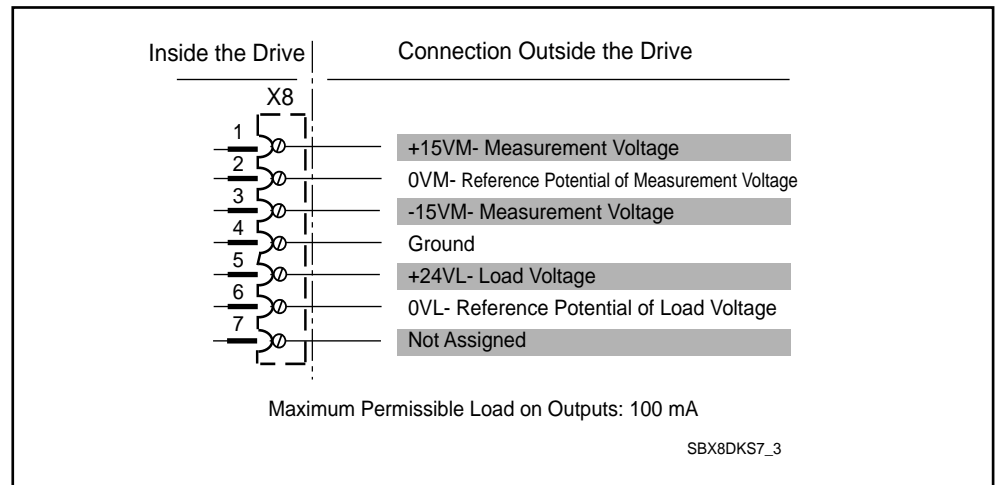 Inside the Drive Connection Outside the Drive
X8
1 +15VM- Measurement Voltage
2 0VM- Reference Potential of Measurement Voltage
3 -15VM- Measurement Voltage
4 Ground
5 +24VL- Load Voltage
6 0VL- Reference Potential of Load Voltage
7 Not Assigned
Maximum Permissible Load on Outputs: 100 mA
SBX8DKS7_3